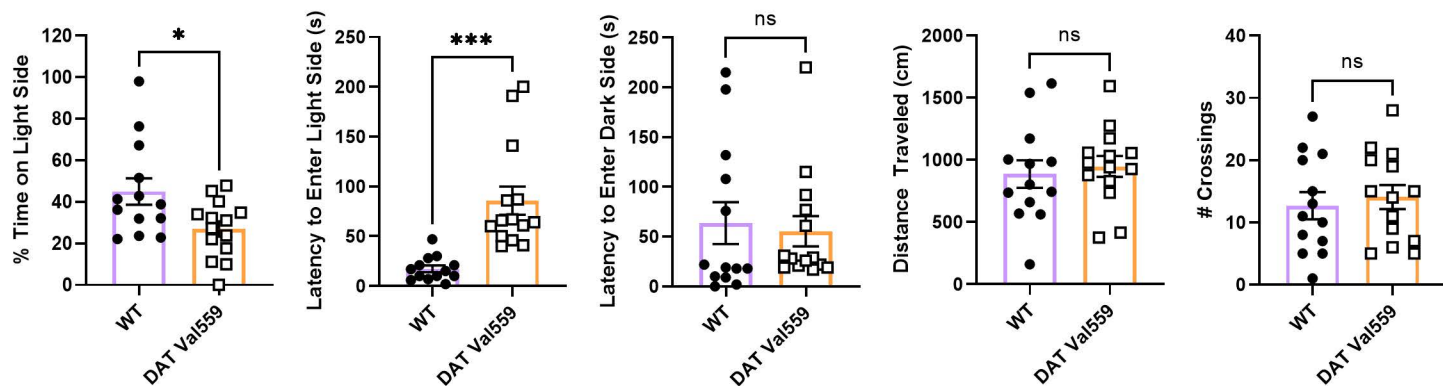 % Time on Light Side
120
100
80
60
40
20
0
*
WT
DAT Val559
Latency to Enter Light Side (s)
250
200
150
100
50
0
***
WT
DAT Val559
Latency to Enter Dark Side (s)
250
200
150
100
50
0
ns
WT
DAT Val559
Distance Traveled (cm)
2000
1500
1000
500
0
ns
WT
DAT Val559
# Crossings
40
30
20
10
0
ns
WT
DAT Val559